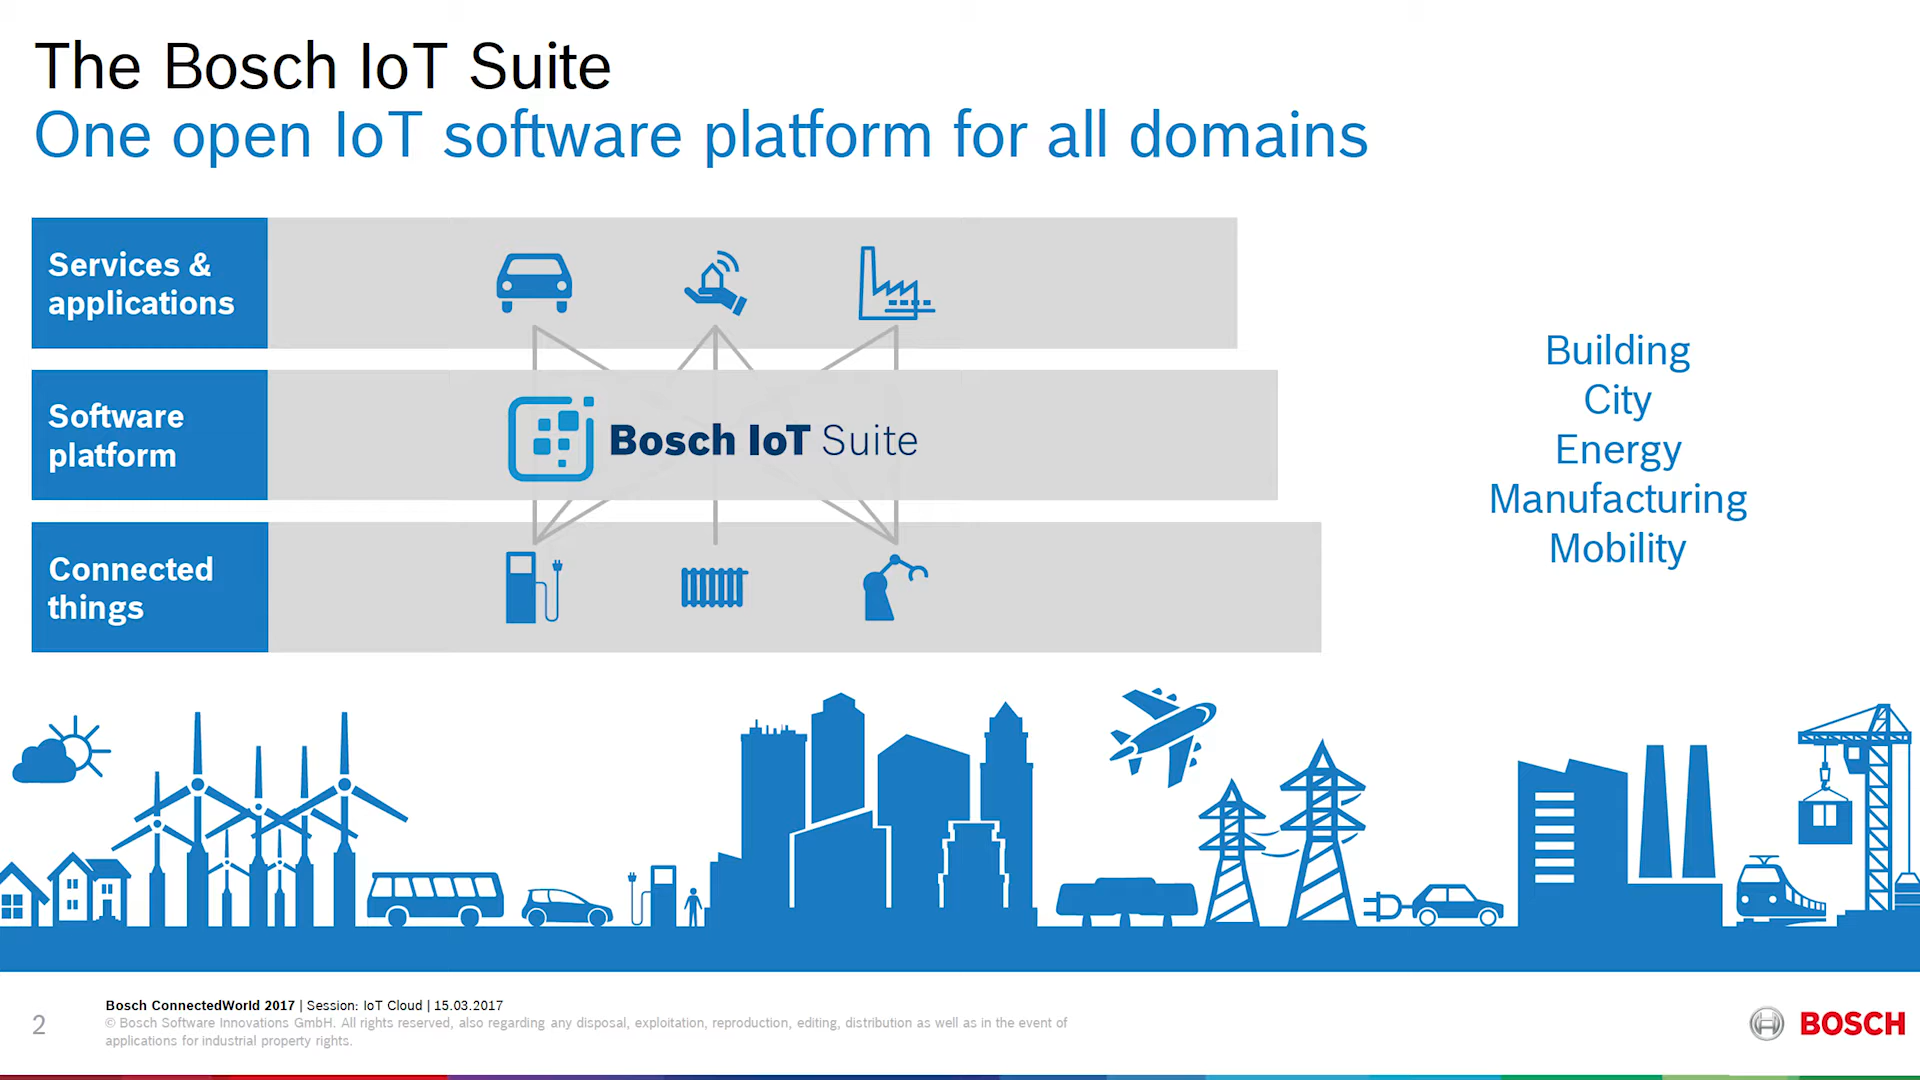 The Bosch IoT Suite
One open IoT software platform for all domains
Services &
applications
Software
platform
Bosch IoT Suite
Connected
things
Building
City
Energy
Manufacturing
Mobility
2
Bosch ConnectedWorld 2017 | Session: IoT Cloud | 15.03.2017
© Bosch Software Innovations GmbH. All rights reserved, also regarding any disposal, exploitation, reproduction, editing, distribution as well as in the event of
applications for industrial property rights.
BOSCH